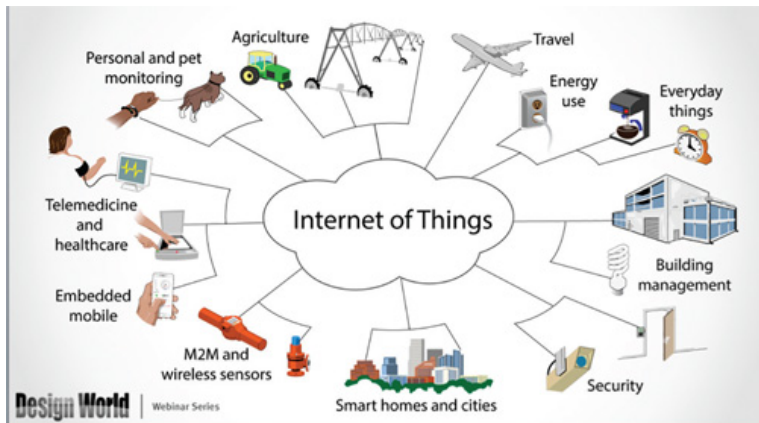 Agriculture
Travel
Personal and pet
monitoring
Energy
use
Everyday
things
Internet of Things
Telemedicine
and
healthcare
Building
management
Embedded
mobile
M2M and
wireless sensors
Smart homes and cities
Security
Design World | Webinar Series